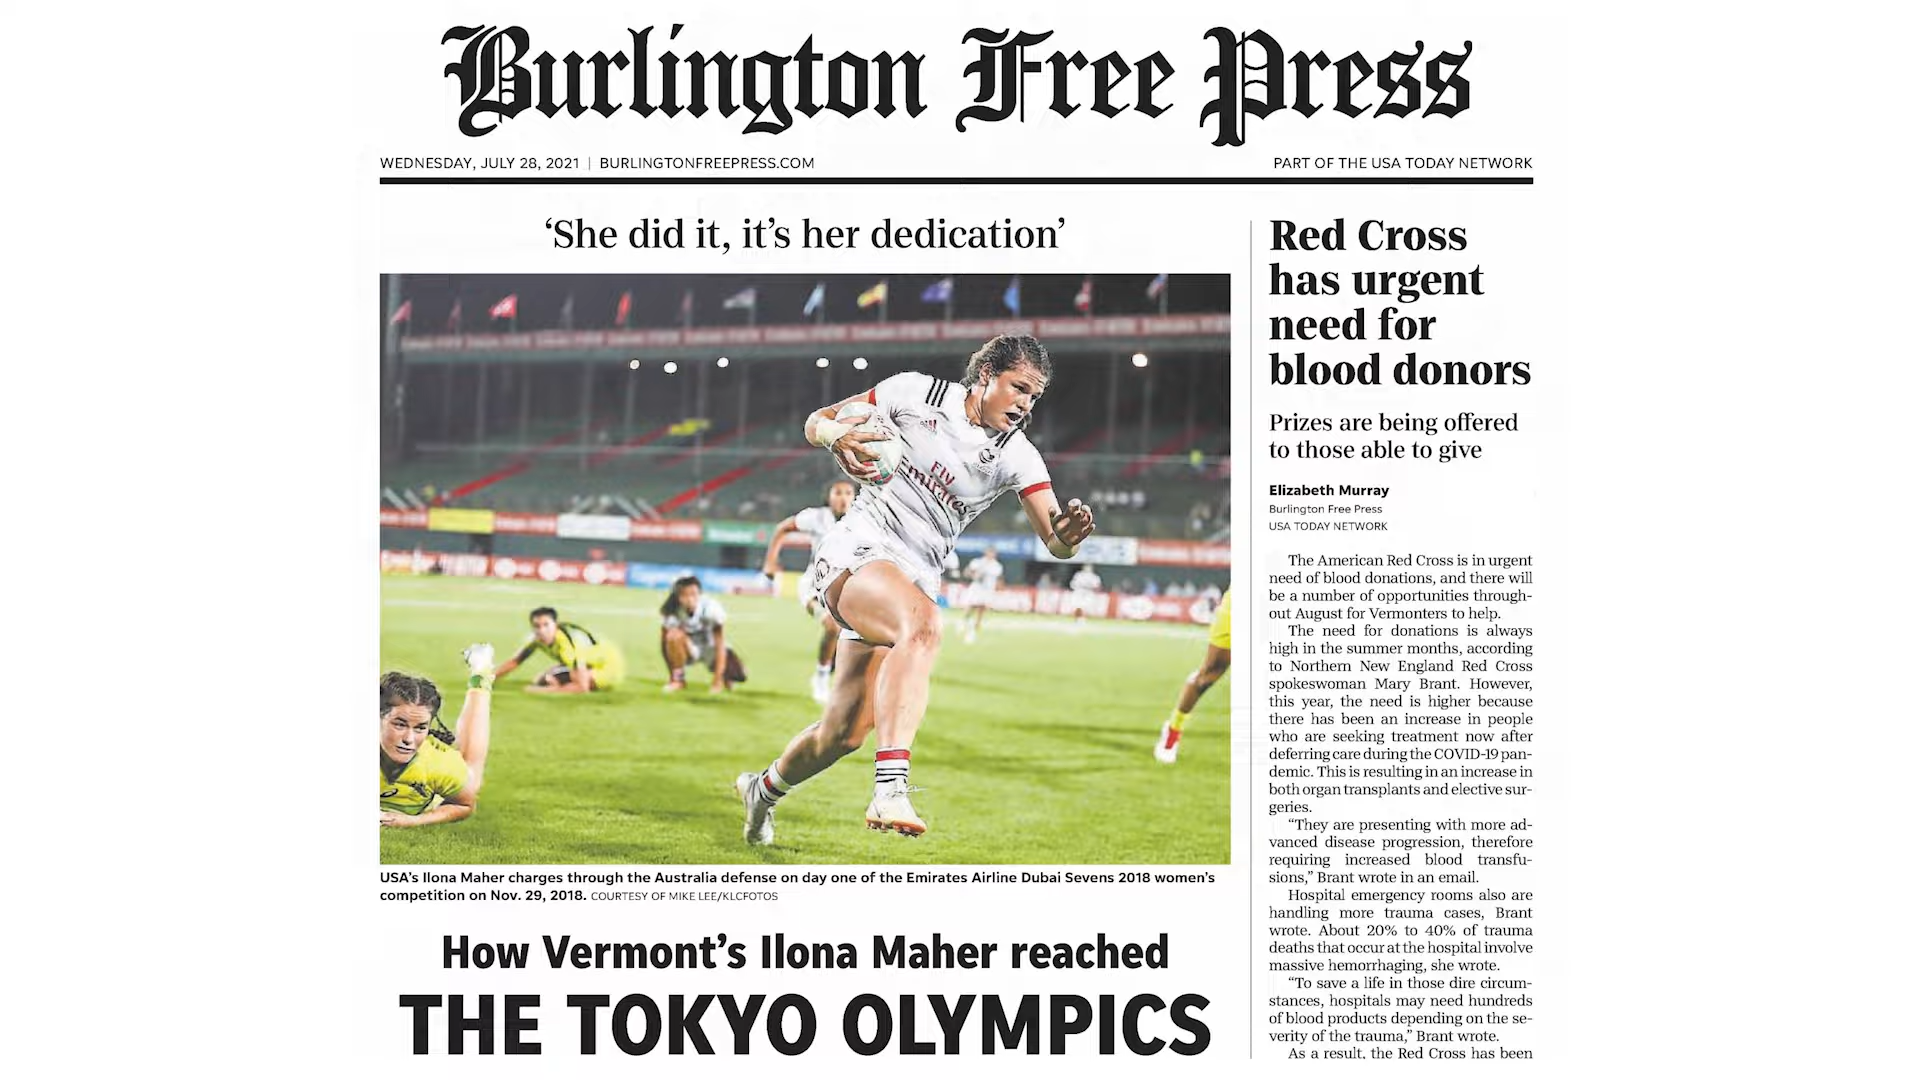 Burlington Free Press
WEDNESDAY, JULY 28, 2021 | BURLINGTONFREEPRESS.COM
PART OF THE USA TODAY NETWORK
‘She did it, it’s her dedication’
Fly
Emirates
USA’s Ilona Maher charges through the Australia defense on day one of the Emirates Airline Dubai Sevens 2018 women’s
competition on Nov. 29, 2018. COURTESY OF MIKE LEE/KLCFOTOS
How Vermont’s Ilona Maher reached
THE TOKYO OLYMPICS
Red Cross
has urgent
need for
blood donors
Prizes are being offered
to those able to give
Elizabeth Murray
Burlington Free Press
USA TODAY NETWORK
The American Red Cross is in urgent
need of blood donations, and there will
be a number of opportunities through-
out August for Vermonters to help.
The need for donations is always
high in the summer months, according
to Northern New England Red Cross
spokeswoman Mary Brant. However,
this year, the need is higher because
there has been an increase in people
who are seeking treatment now after
deferring care during the COVID-19 pan-
demic. This is resulting in an increase in
both organ transplants and elective sur-
geries.
“They are presenting with more ad-
vanced disease progression, therefore
requiring increased blood transfu-
sions,” Brant wrote in an email.
Hospital emergency rooms also are
handling more trauma cases, Brant
wrote. About 20% to 40% of trauma
deaths that occur at the hospital involve
massive hemorrhaging, she wrote.
“To save a life in those dire circum-
stances, hospitals may need hundreds
of blood products depending on the se-
verity of the trauma,” Brant wrote.
As a result, the Red Cross has been